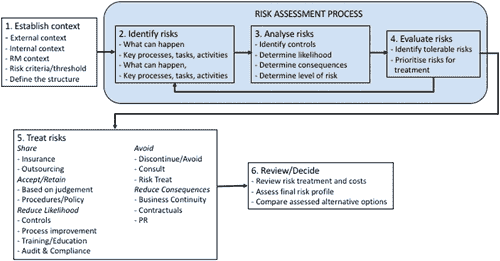 RISK ASSESSMENT PROCESS
1. Establish context
- External context
- Internal context
- RM context
- Risk criteria/threshold
- Define the structure
2. Identify risks
- What can happen
- Key processes, tasks, activities
- What can happen,
- Key processes, tasks, activities
3. Analyse risks
- Identify controls
- Determine likelihood
- Determine consequences
- Determine level of risk
4. Evaluate risks
- Identify tolerable risks
- Prioritise risks for
treatment
5. Treat risks
Share
- Insurance
- Outsourcing
Accept/Retain
- Based on judgement
- Procedures/Policy
Reduce Likelihood
- Controls
- Process improvement
- Training/Education
- Audit & Compliance
Avoid
- Discontinue/Avoid
- Consult
- Risk Treat
Reduce Consequences
- Business Continuity
- Contractuals
- PR
6. Review/Decide
- Review risk treatment and costs
- Assess final risk profile
- Compare assessed alternative options